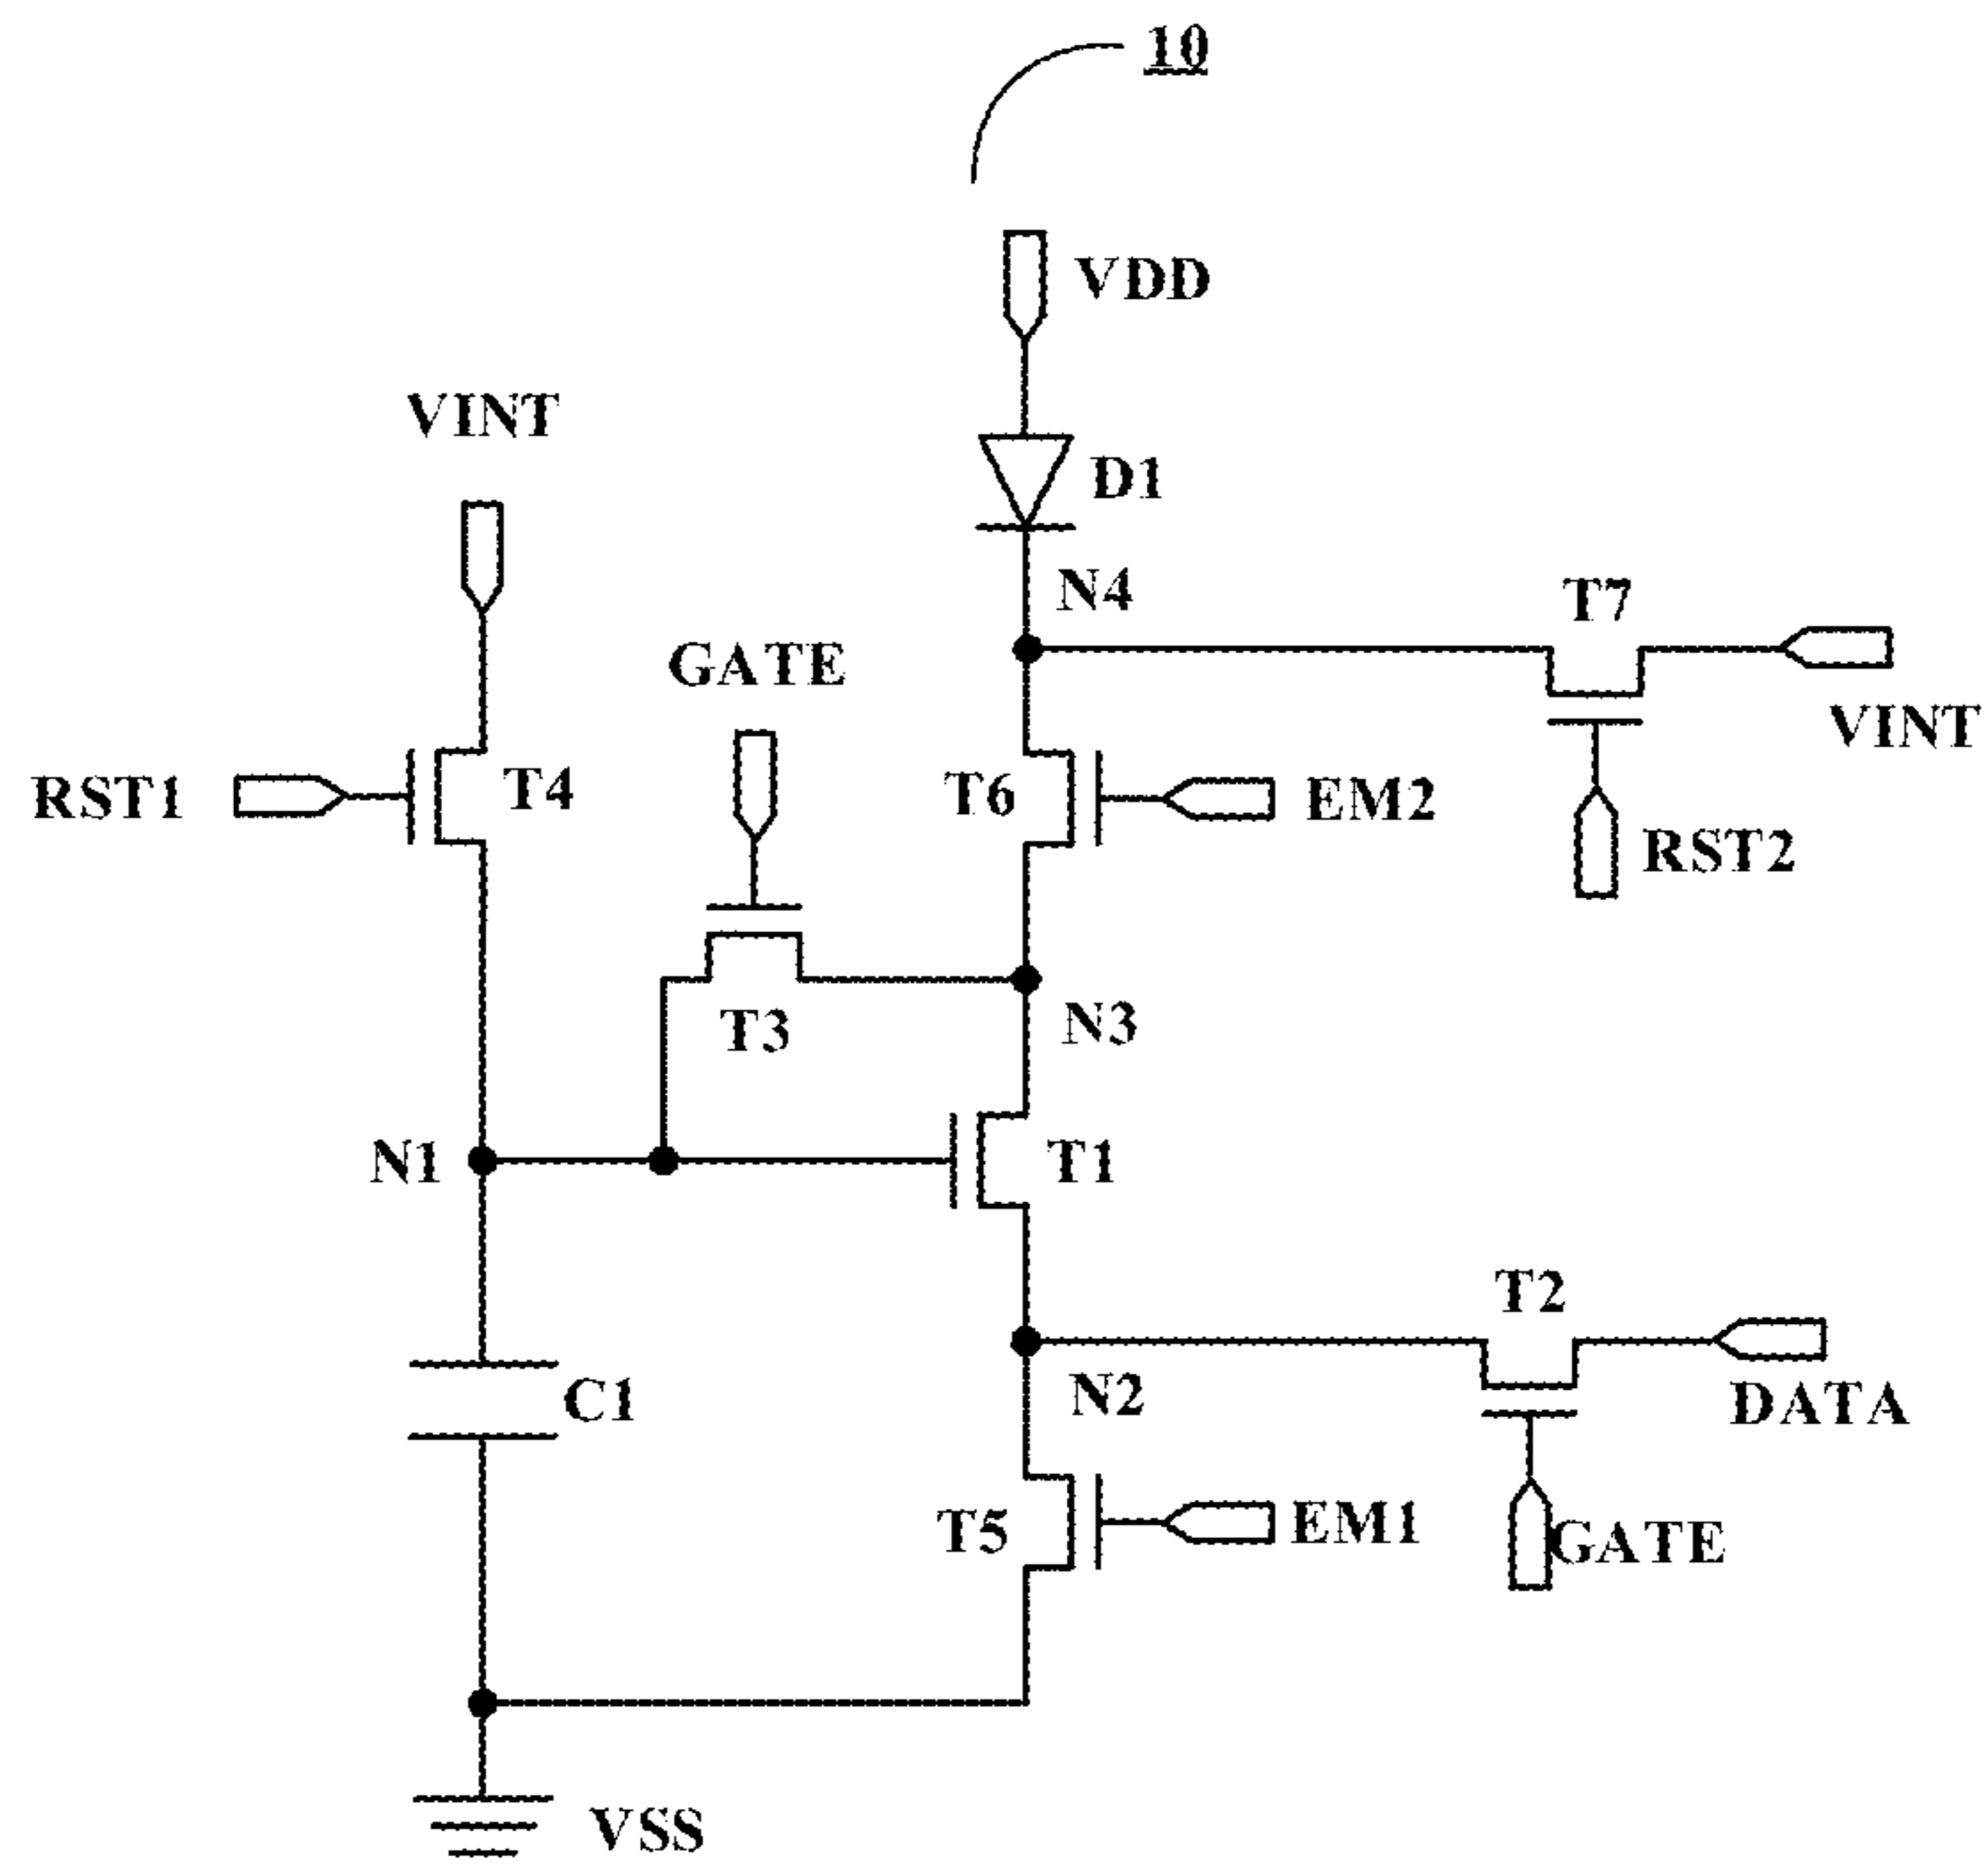 10
VDD
VINT
D1
N4
T7
GATE
VINT
RST1
T4
T6
EM2
RST2
T3
N3
N1
T1
T2
C1
N2
DATA
T5
EM1
GATE
VSS